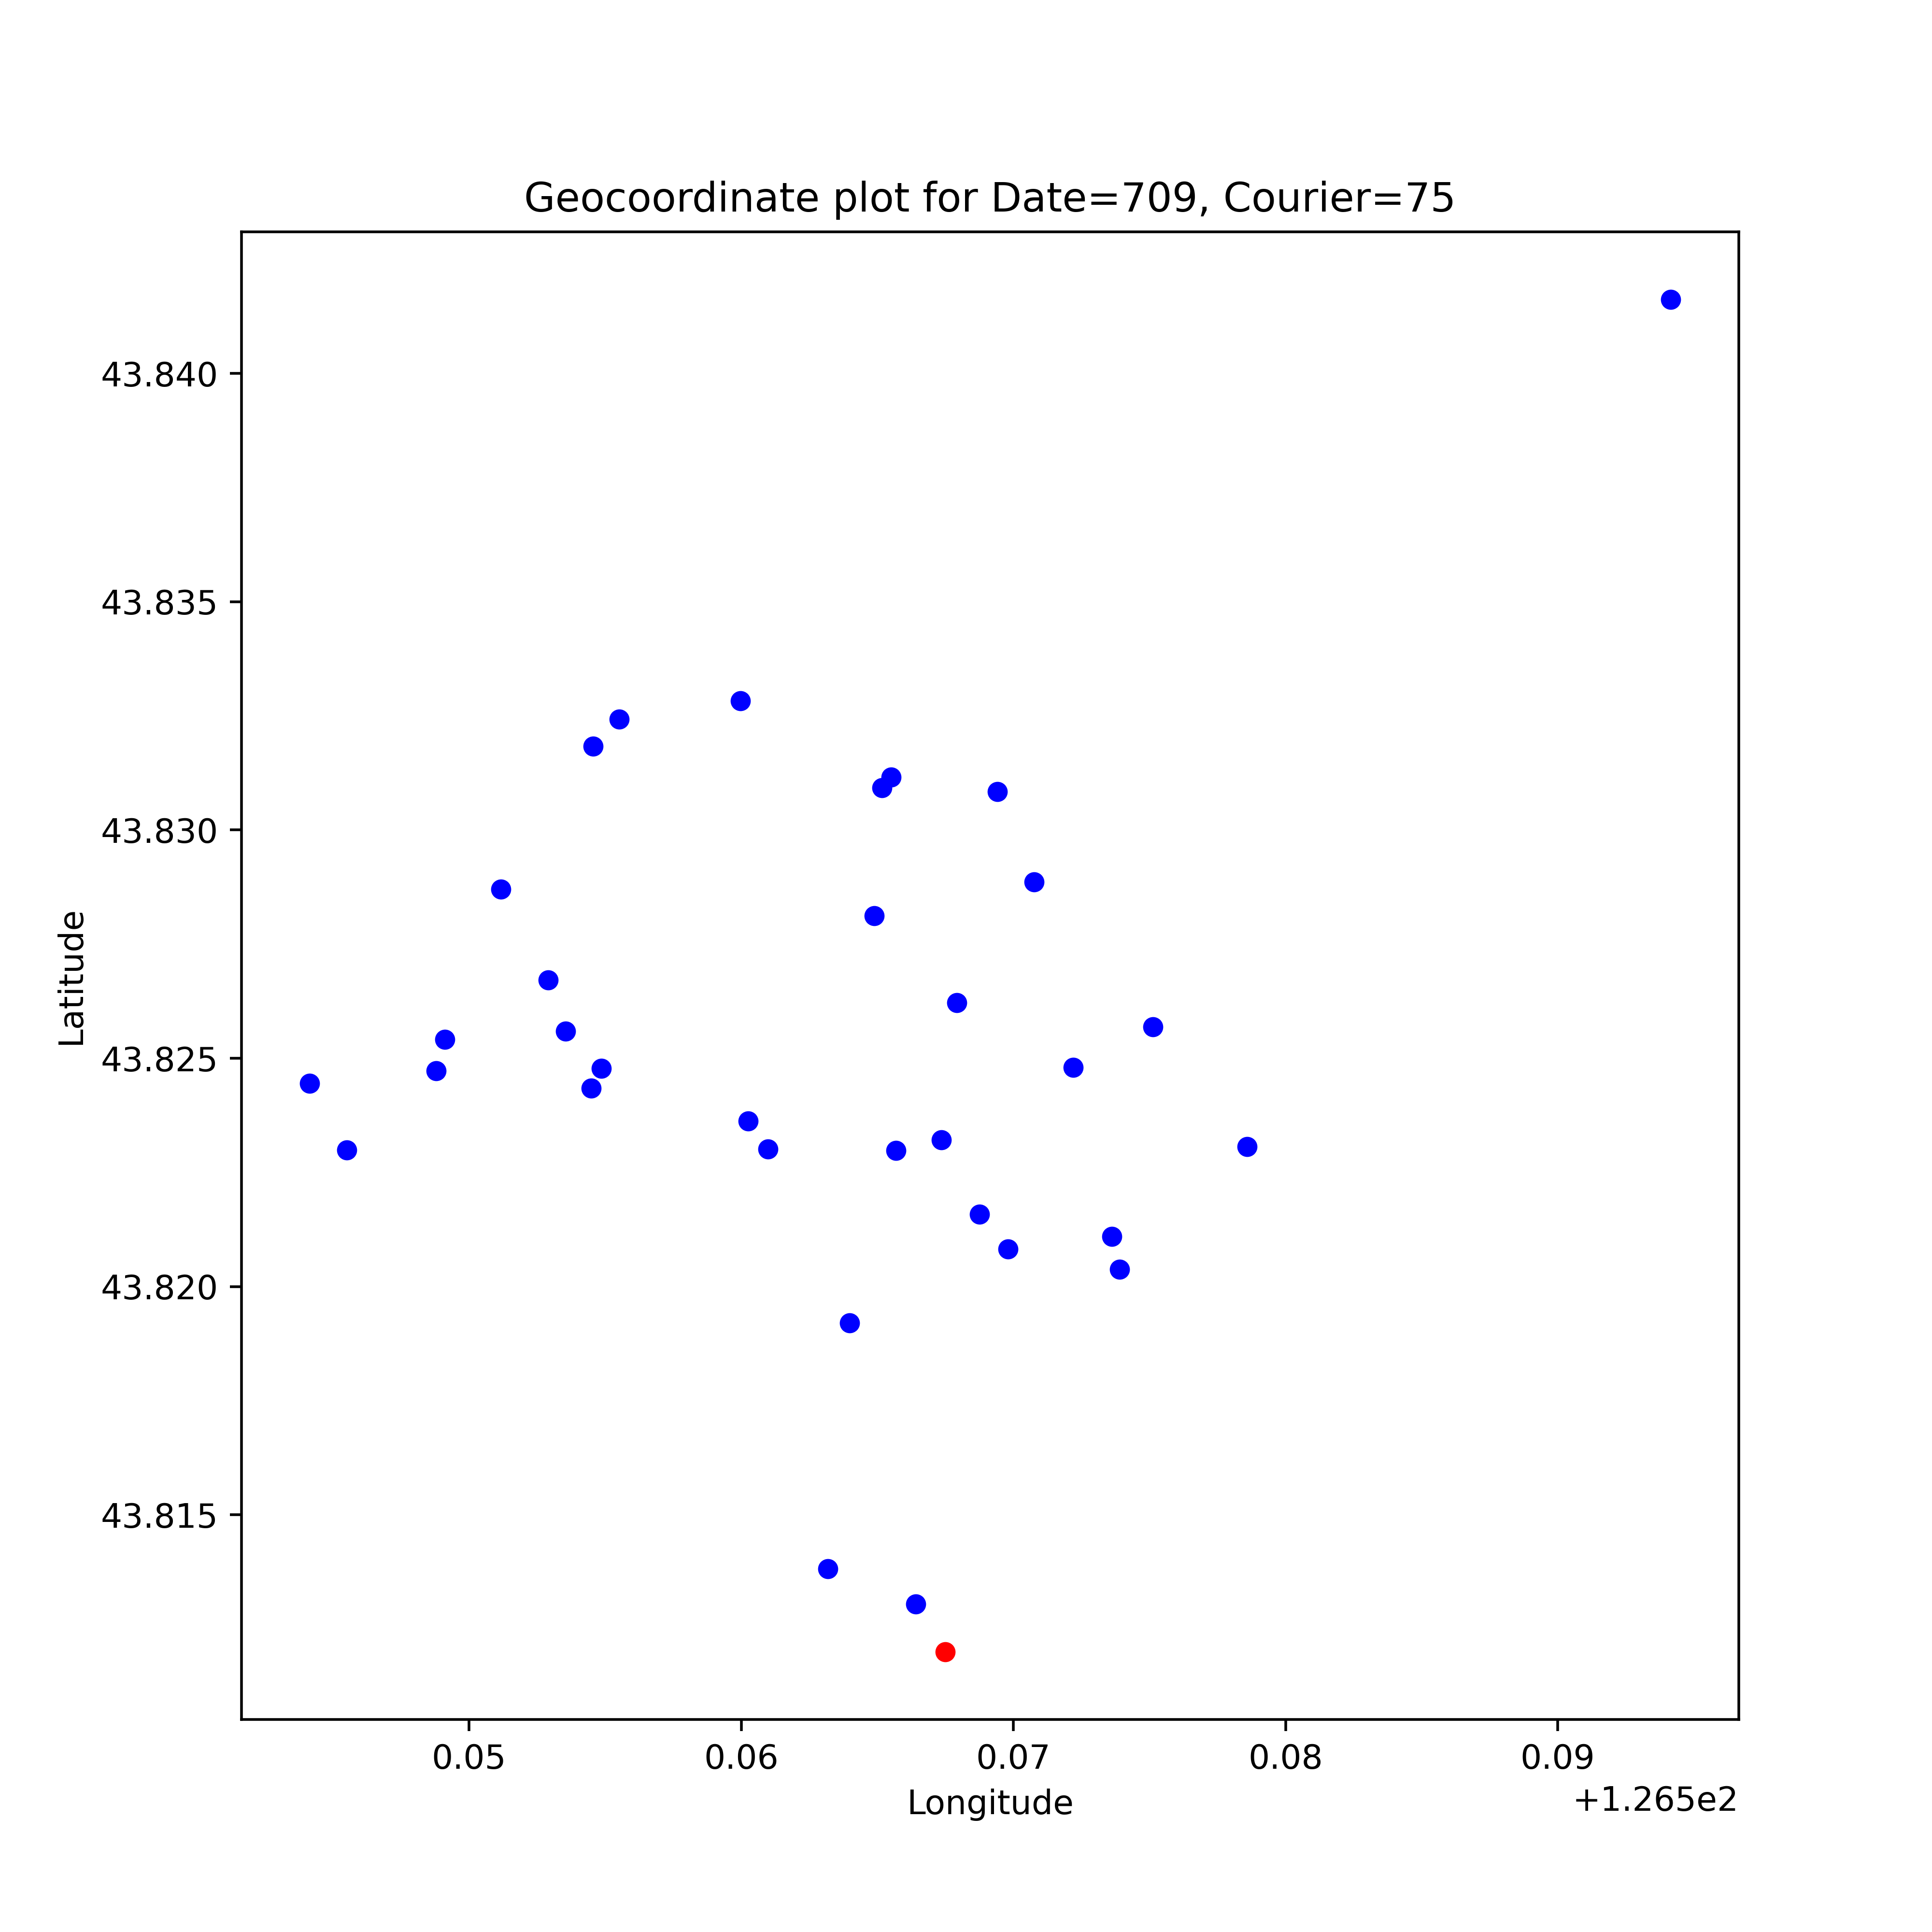 Geocoordinate plot for Date=709, Courier=75
43.840
43.835
43.830
43.825
43.820
43.815
Latitude
0.05 0.06 0.07 0.08 0.09
+1.265e2
Longitude